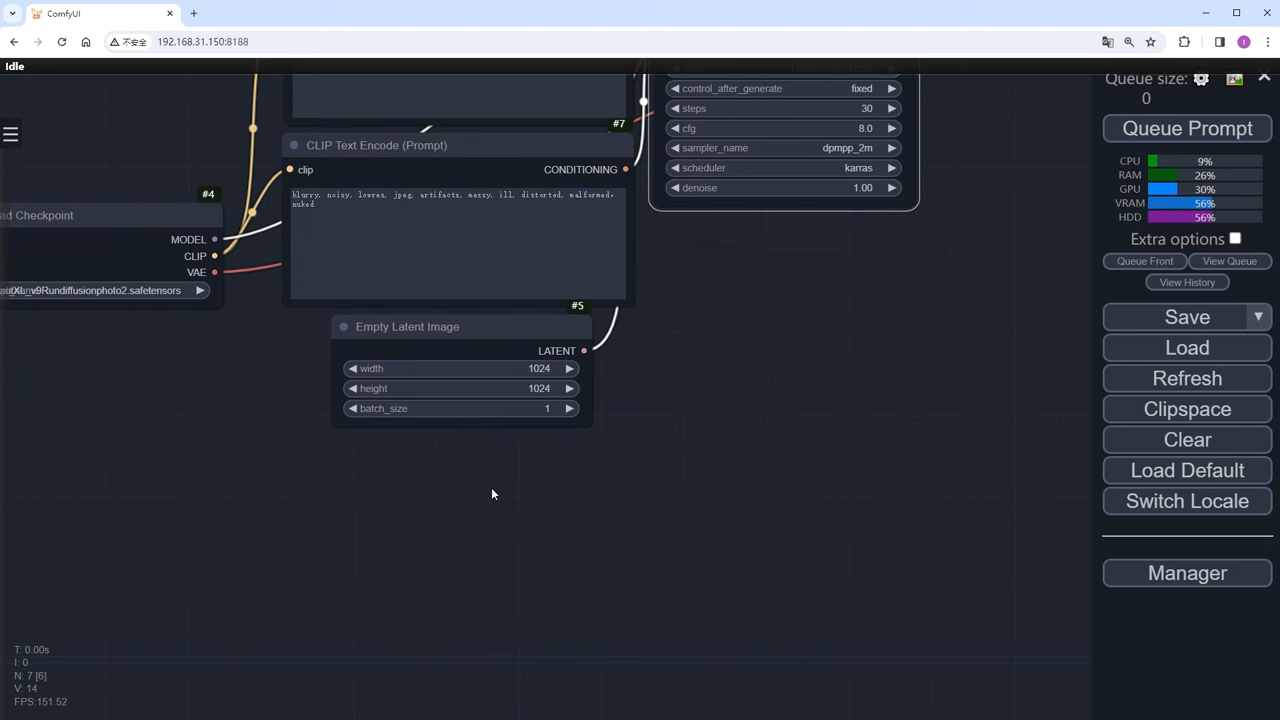 ComfyUI
不安全
192.168.31.150:8188
Idle
Queue size:
0
control_after_generate fixed
steps 30
cfg 8.0
sampler_name dpmpp_2m
scheduler karras
denoise 1.00
#7
CLIP Text Encode (Prompt)
clip
CONDITIONING
blurry, noisy, lowres, jpeg, artifacts, messy, ill, distorted, malformed,
nuked
#4
ad Checkpoint
MODEL
CLIP
VAE
v9Rundiffusionphoto2.safetensors
#5
Empty Latent Image
LATENT
width 1024
height 1024
batch_size 1
Queue Prompt
CPU 9%
RAM 26%
GPU 30%
VRAM 56%
HDD 56%
Extra options
Queue Front
View Queue
View History
Save
Load
Refresh
Clipspace
Clear
Load Default
Switch Locale
Manager
T: 0.00s
I: 0
N: 7 [6]
V: 14
FPS:151.52